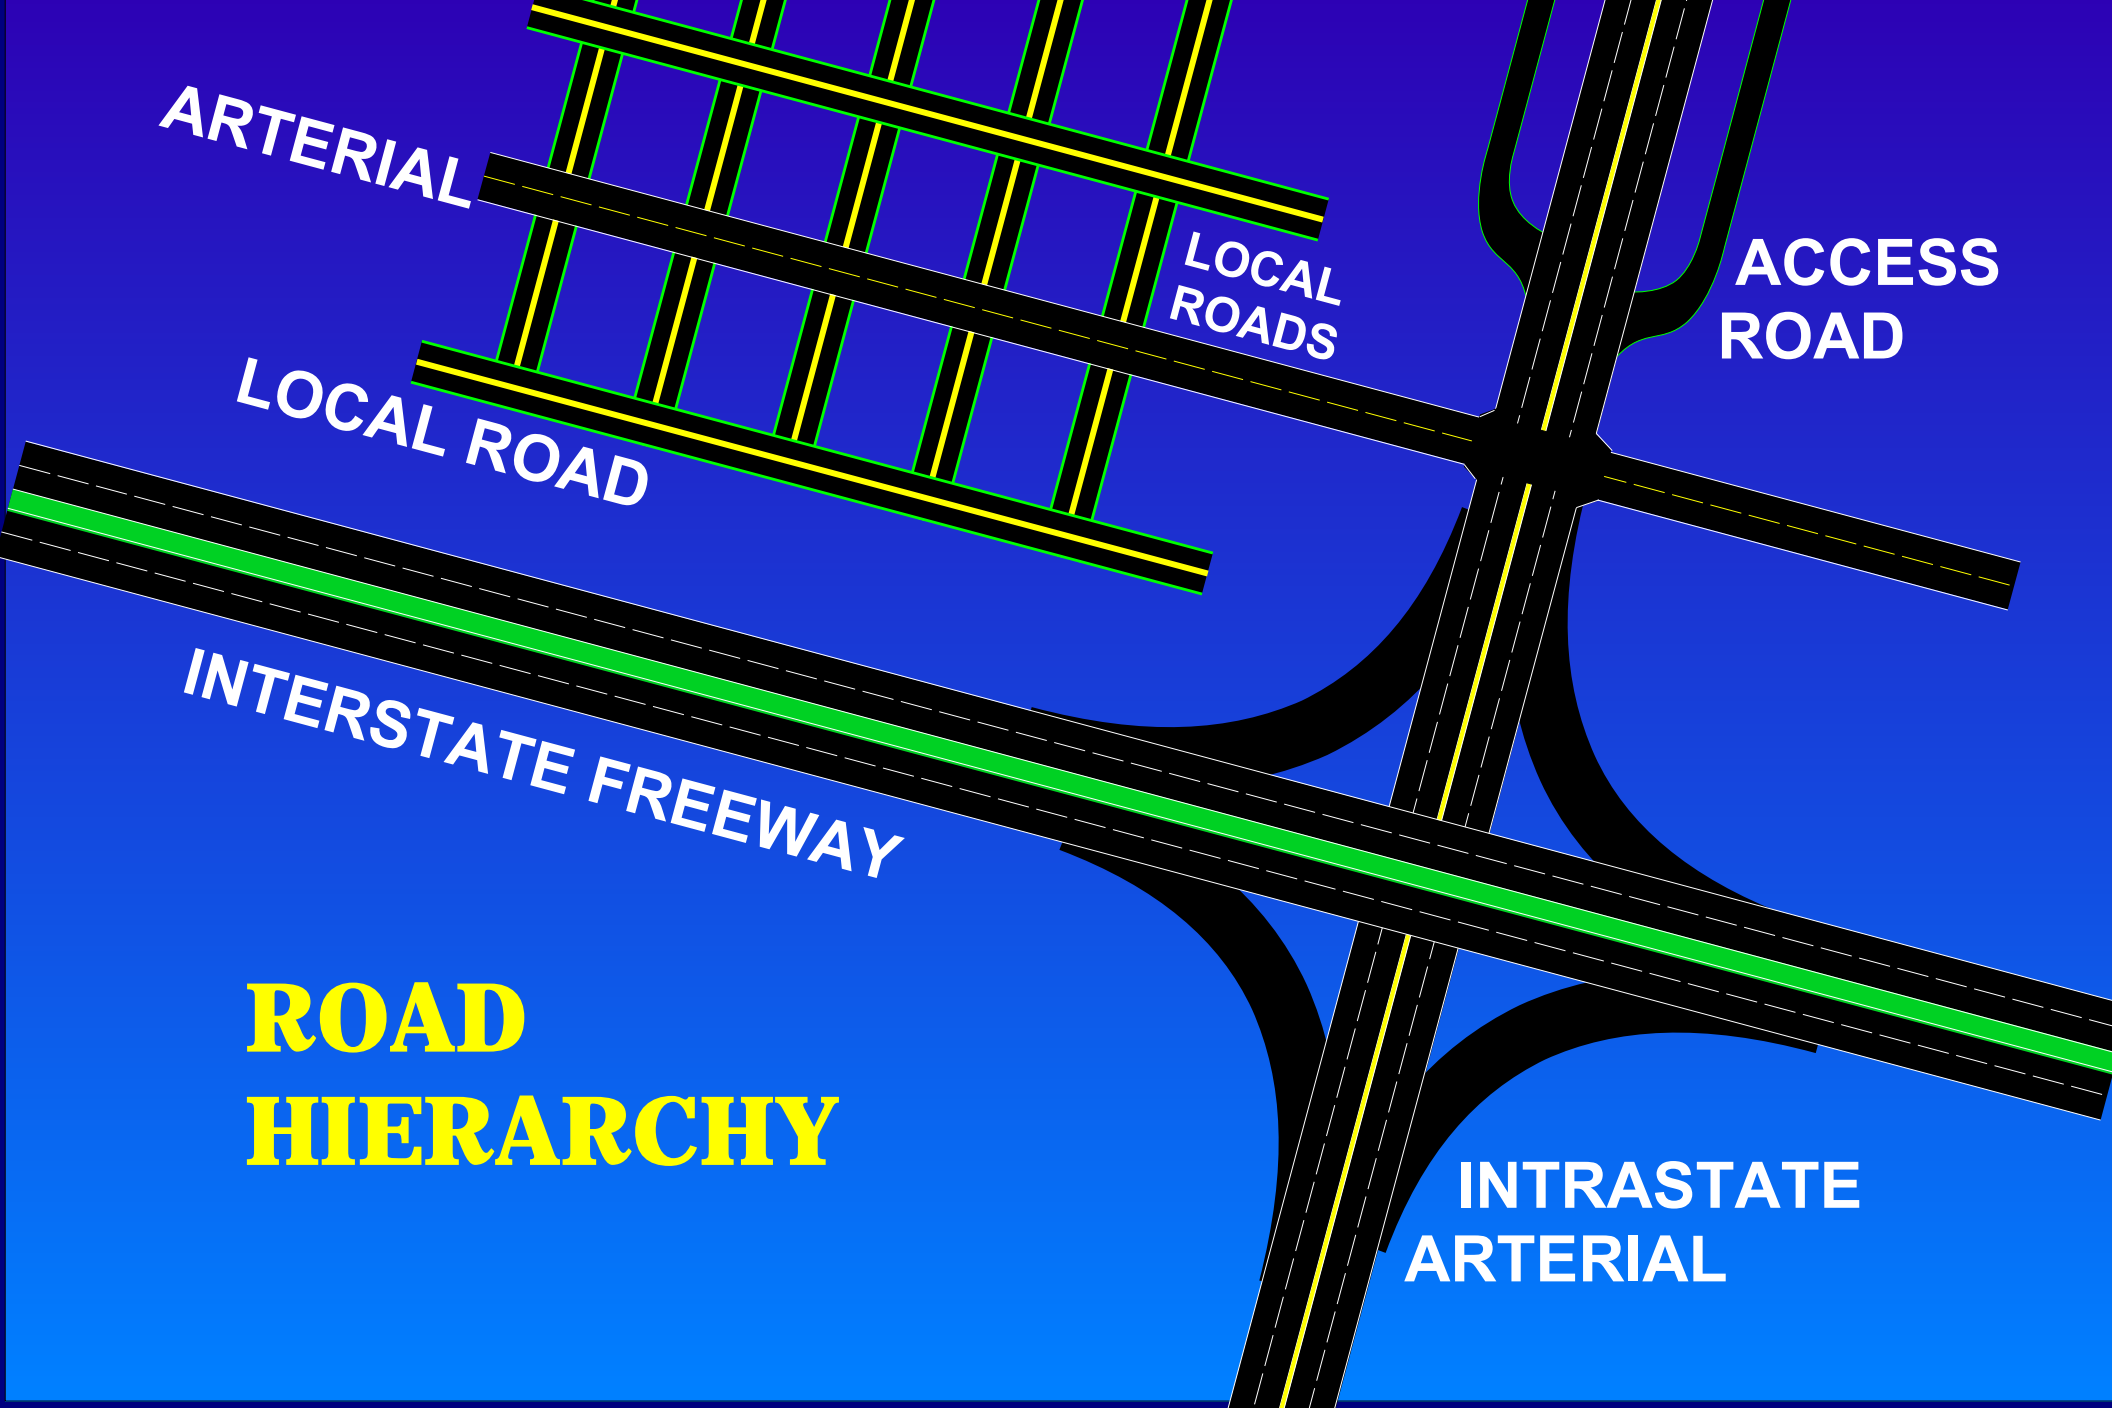 ARTERIAL
LOCAL
ROADS
ACCESS
ROAD
LOCAL ROAD
INTERSTATE FREEWAY
ROAD
HIERARCHY
INTRASTATE
ARTERIAL